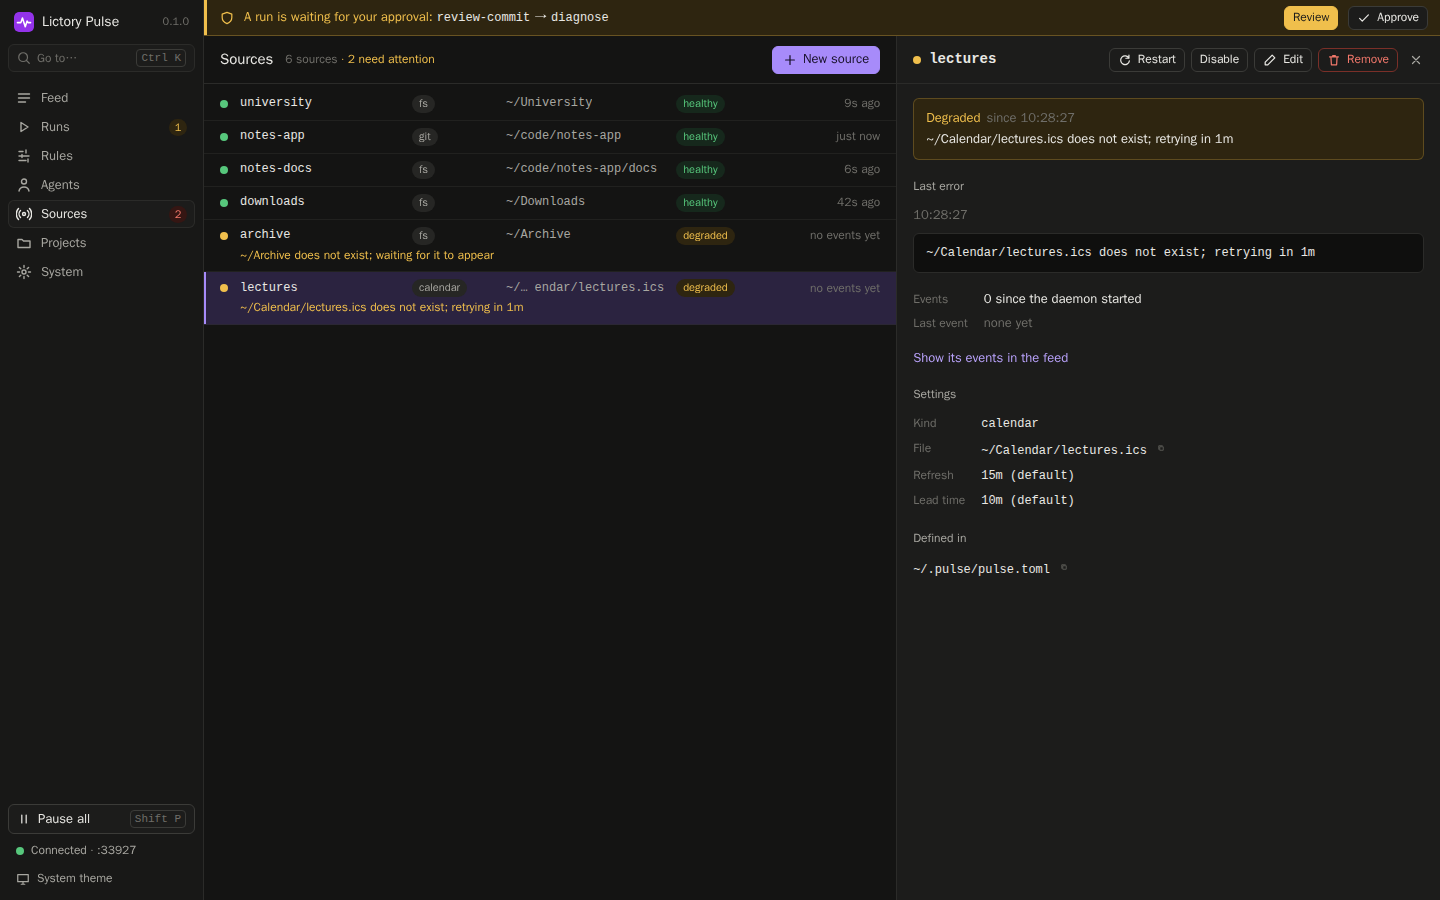 Lictory Pulse 0.1.0
Go to··· Ctrl K
Feed
Runs 1
Rules
Agents
Sources 2
Projects
System
Pause all Shift P
Connected · :33927
System theme
A run is waiting for your approval: review-commit → diagnose
Review
Approve
Sources 6 sources · 2 need attention
New source
university fs ~/University healthy 9s ago
notes-app git ~/code/notes-app healthy just now
notes-docs fs ~/code/notes-app/docs healthy 6s ago
downloads fs ~/Downloads healthy 42s ago
archive fs ~/Archive degraded no events yet
~/Archive does not exist; waiting for it to appear
lectures calendar ~/… endar/lectures.ics degraded no events yet
~/Calendar/lectures.ics does not exist; retrying in 1m
lectures
Restart
Disable
Edit
Remove
Degraded since 10:28:27
~/Calendar/lectures.ics does not exist; retrying in 1m
Last error
10:28:27
~/Calendar/lectures.ics does not exist; retrying in 1m
Events 0 since the daemon started
Last event none yet
Show its events in the feed
Settings
Kind calendar
File ~/Calendar/lectures.ics
Refresh 15m (default)
Lead time 10m (default)
Defined in
~/.pulse/pulse.toml